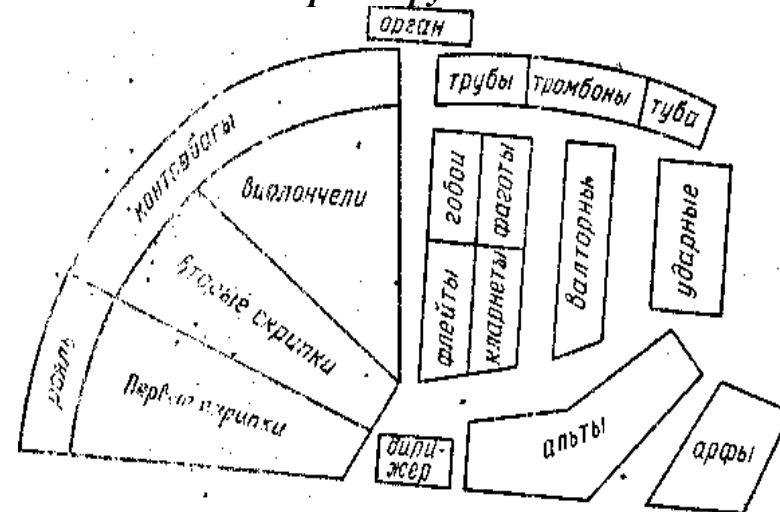 орган
трубы
тромбоны
туба
контрабасы
виолончели
гобои
фаготы
валторны
ударные
вторые скрипки
флейты
кларнеты
рояль
Первые скрипки
дири-
жер
альты
арфы